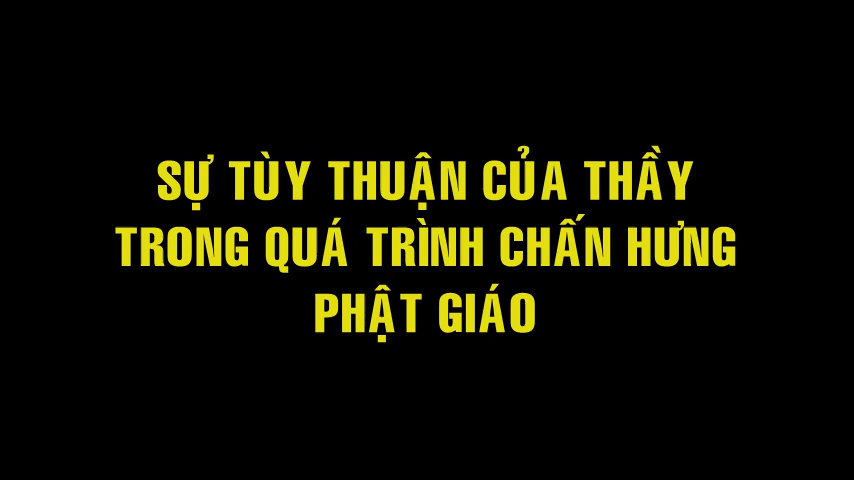 SỰ TÙY THUẬN CỦA THẦY
TRONG QUÁ TRÌNH CHẤN HƯNG
PHẬT GIÁO